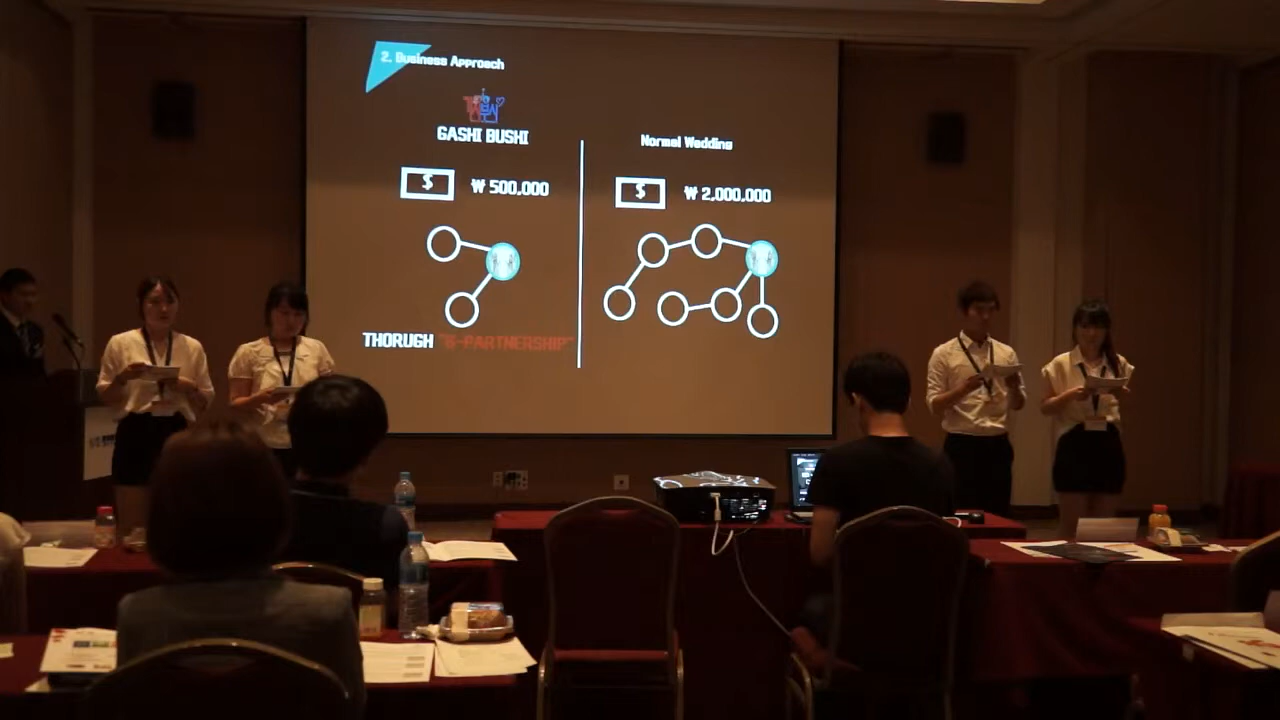 2. Business Approach
GASHI BUSHI
$ ₩ 500,000
THORUGH "B-PARTNERSHIP"
Normal Wedding
$ ₩ 2,000,000